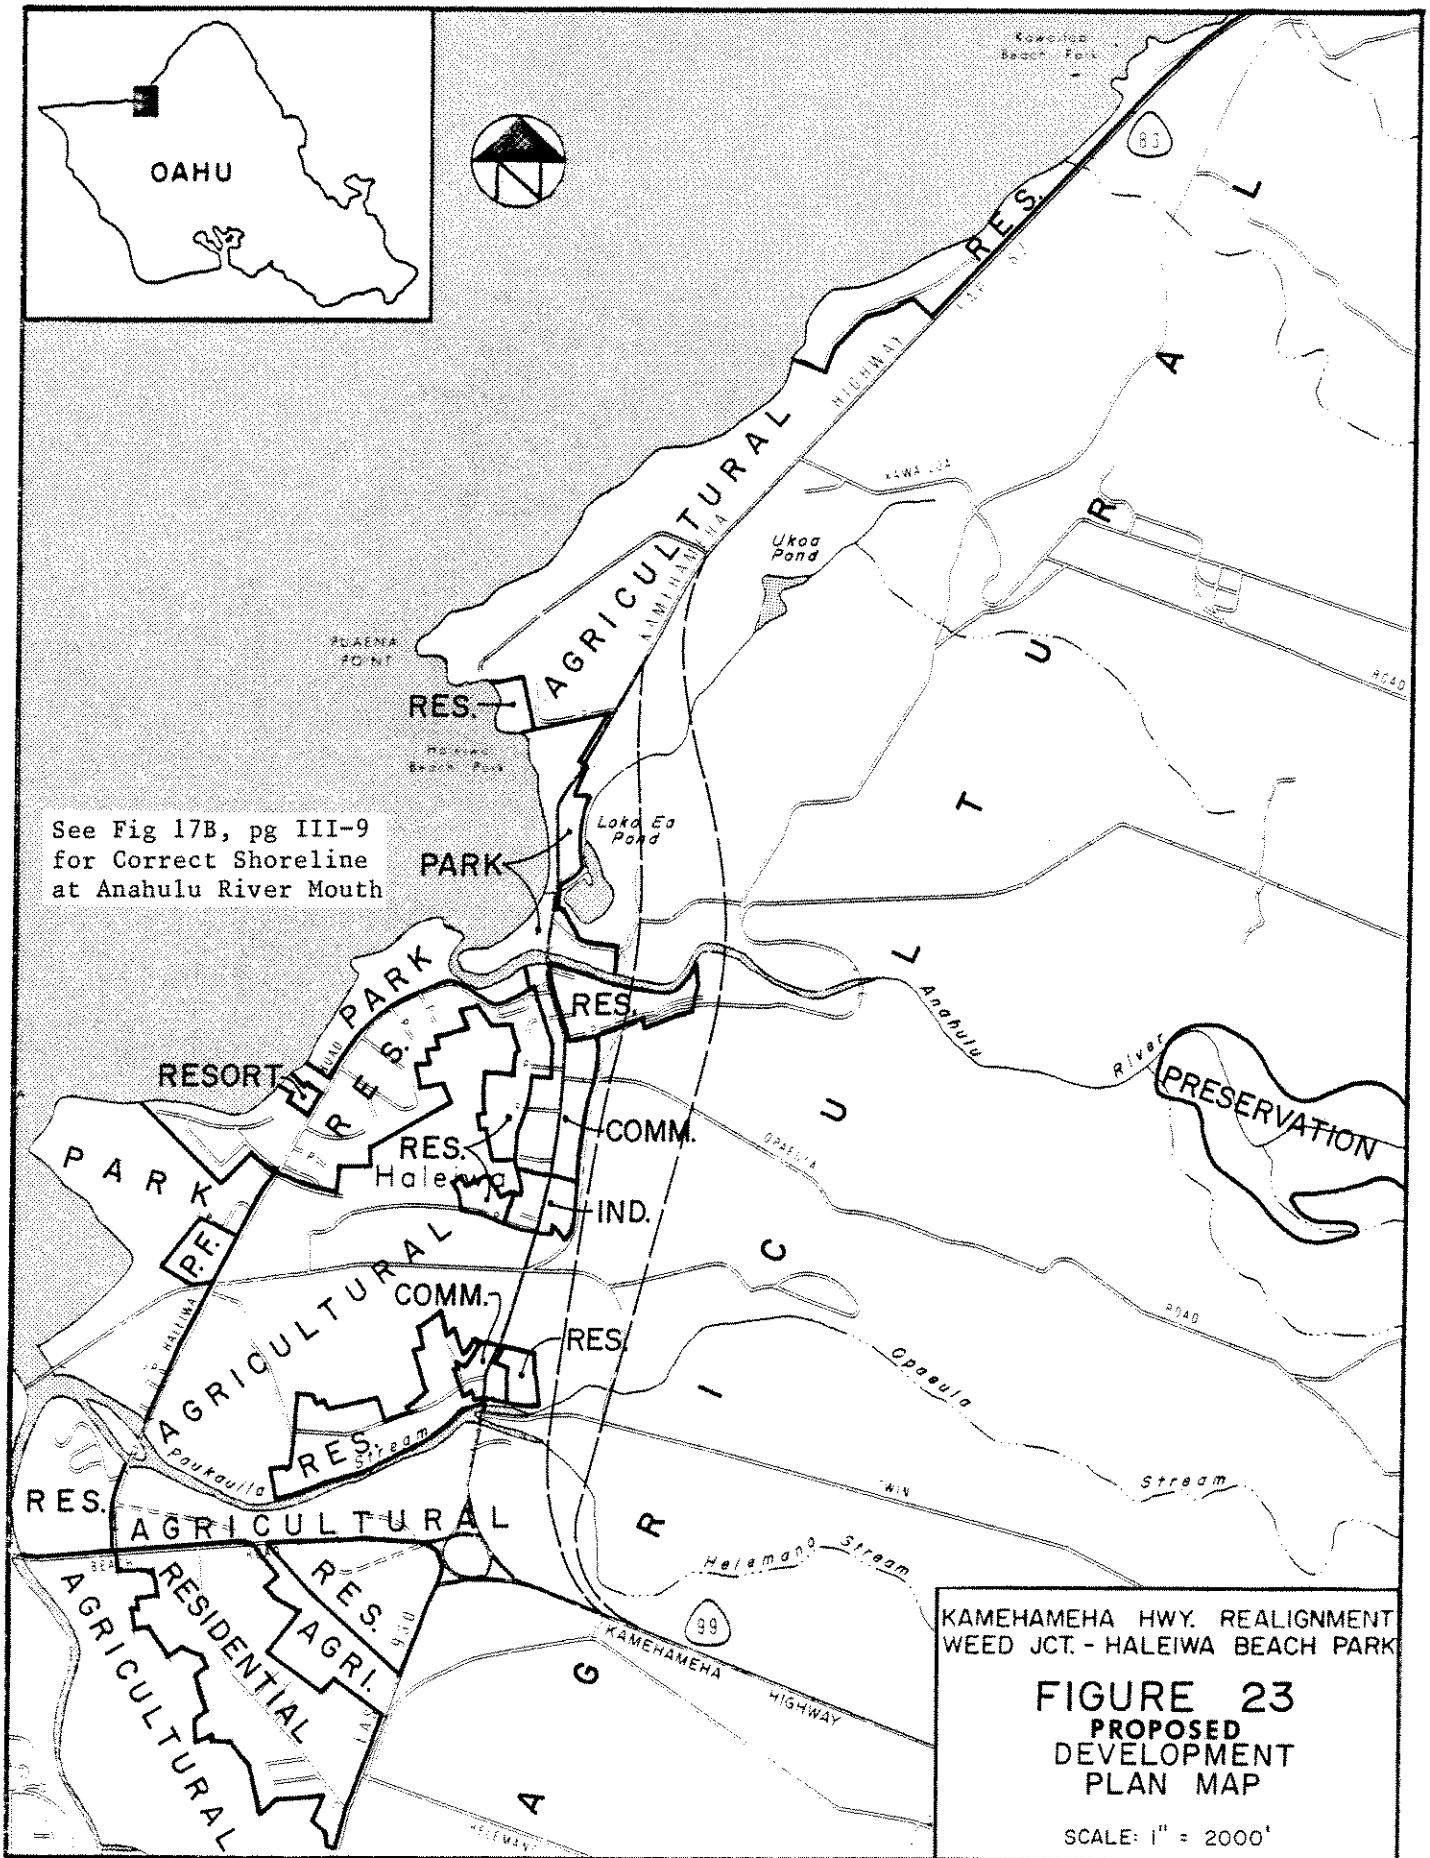 OAHU
Beach Park
83
RES.
HIGHWAY
AGRICULTURAL
KAMEHAMEHA
Ukoa
Pond
ROAD
POINT
RES.
Beach Park
Loko Ea
Pond
See Fig 17B, pg III-9
for Correct Shoreline
at Anahulu River Mouth
PARK
PARK
RES.
Anahulu
River
PRESERVATION
RESORT
RES.
RES.
Haleiwa
COMM.
IND.
PARK
P.F.
HALEIWA
AGRICULTURAL
COMM.
RES.
ROAD
Opaeula
Stream
RES.
Paukauila
Stream
RES.
AGRICULTURAL
BEACH
TWIN
Helemano Stream
RES.
AGRI.
RESIDENTIAL
AGRICULTURAL
99
KAMEHAMEHA
HIGHWAY
AGRICULTURAL
KAMEHAMEHA HWY. REALIGNMENT
WEED JCT. - HALEIWA BEACH PARK
FIGURE 23
PROPOSED
DEVELOPMENT
PLAN MAP
SCALE: 1" = 2000'